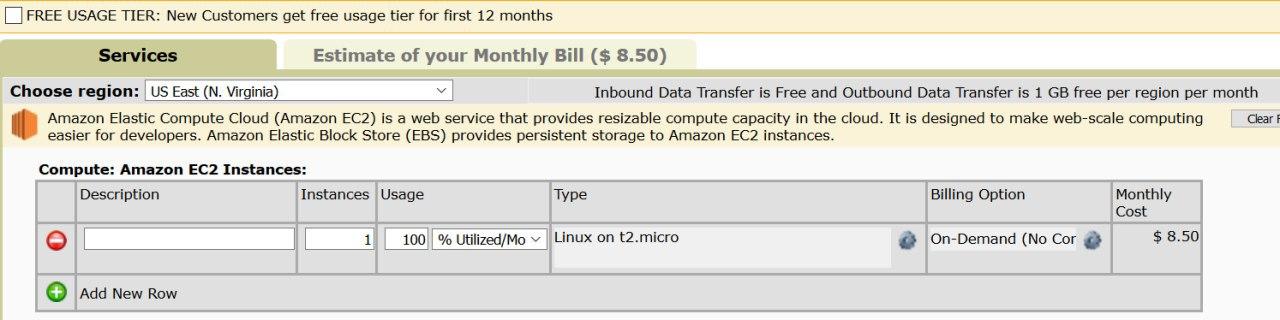 FREE USAGE TIER: New Customers get free usage tier for first 12 months
Services
Estimate of your Monthly Bill ($ 8.50)
Choose region: US East (N. Virginia)
Inbound Data Transfer is Free and Outbound Data Transfer is 1 GB free per region per month
Amazon Elastic Compute Cloud (Amazon EC2) is a web service that provides resizable compute capacity in the cloud. It is designed to make web-scale computing
easier for developers. Amazon Elastic Block Store (EBS) provides persistent storage to Amazon EC2 instances.
Clear F
Compute: Amazon EC2 Instances:
Description Instances Usage Type Billing Option Monthly
Cost
1 100 % Utilized/Mo Linux on t2.micro On-Demand (No Cor $ 8.50
Add New Row